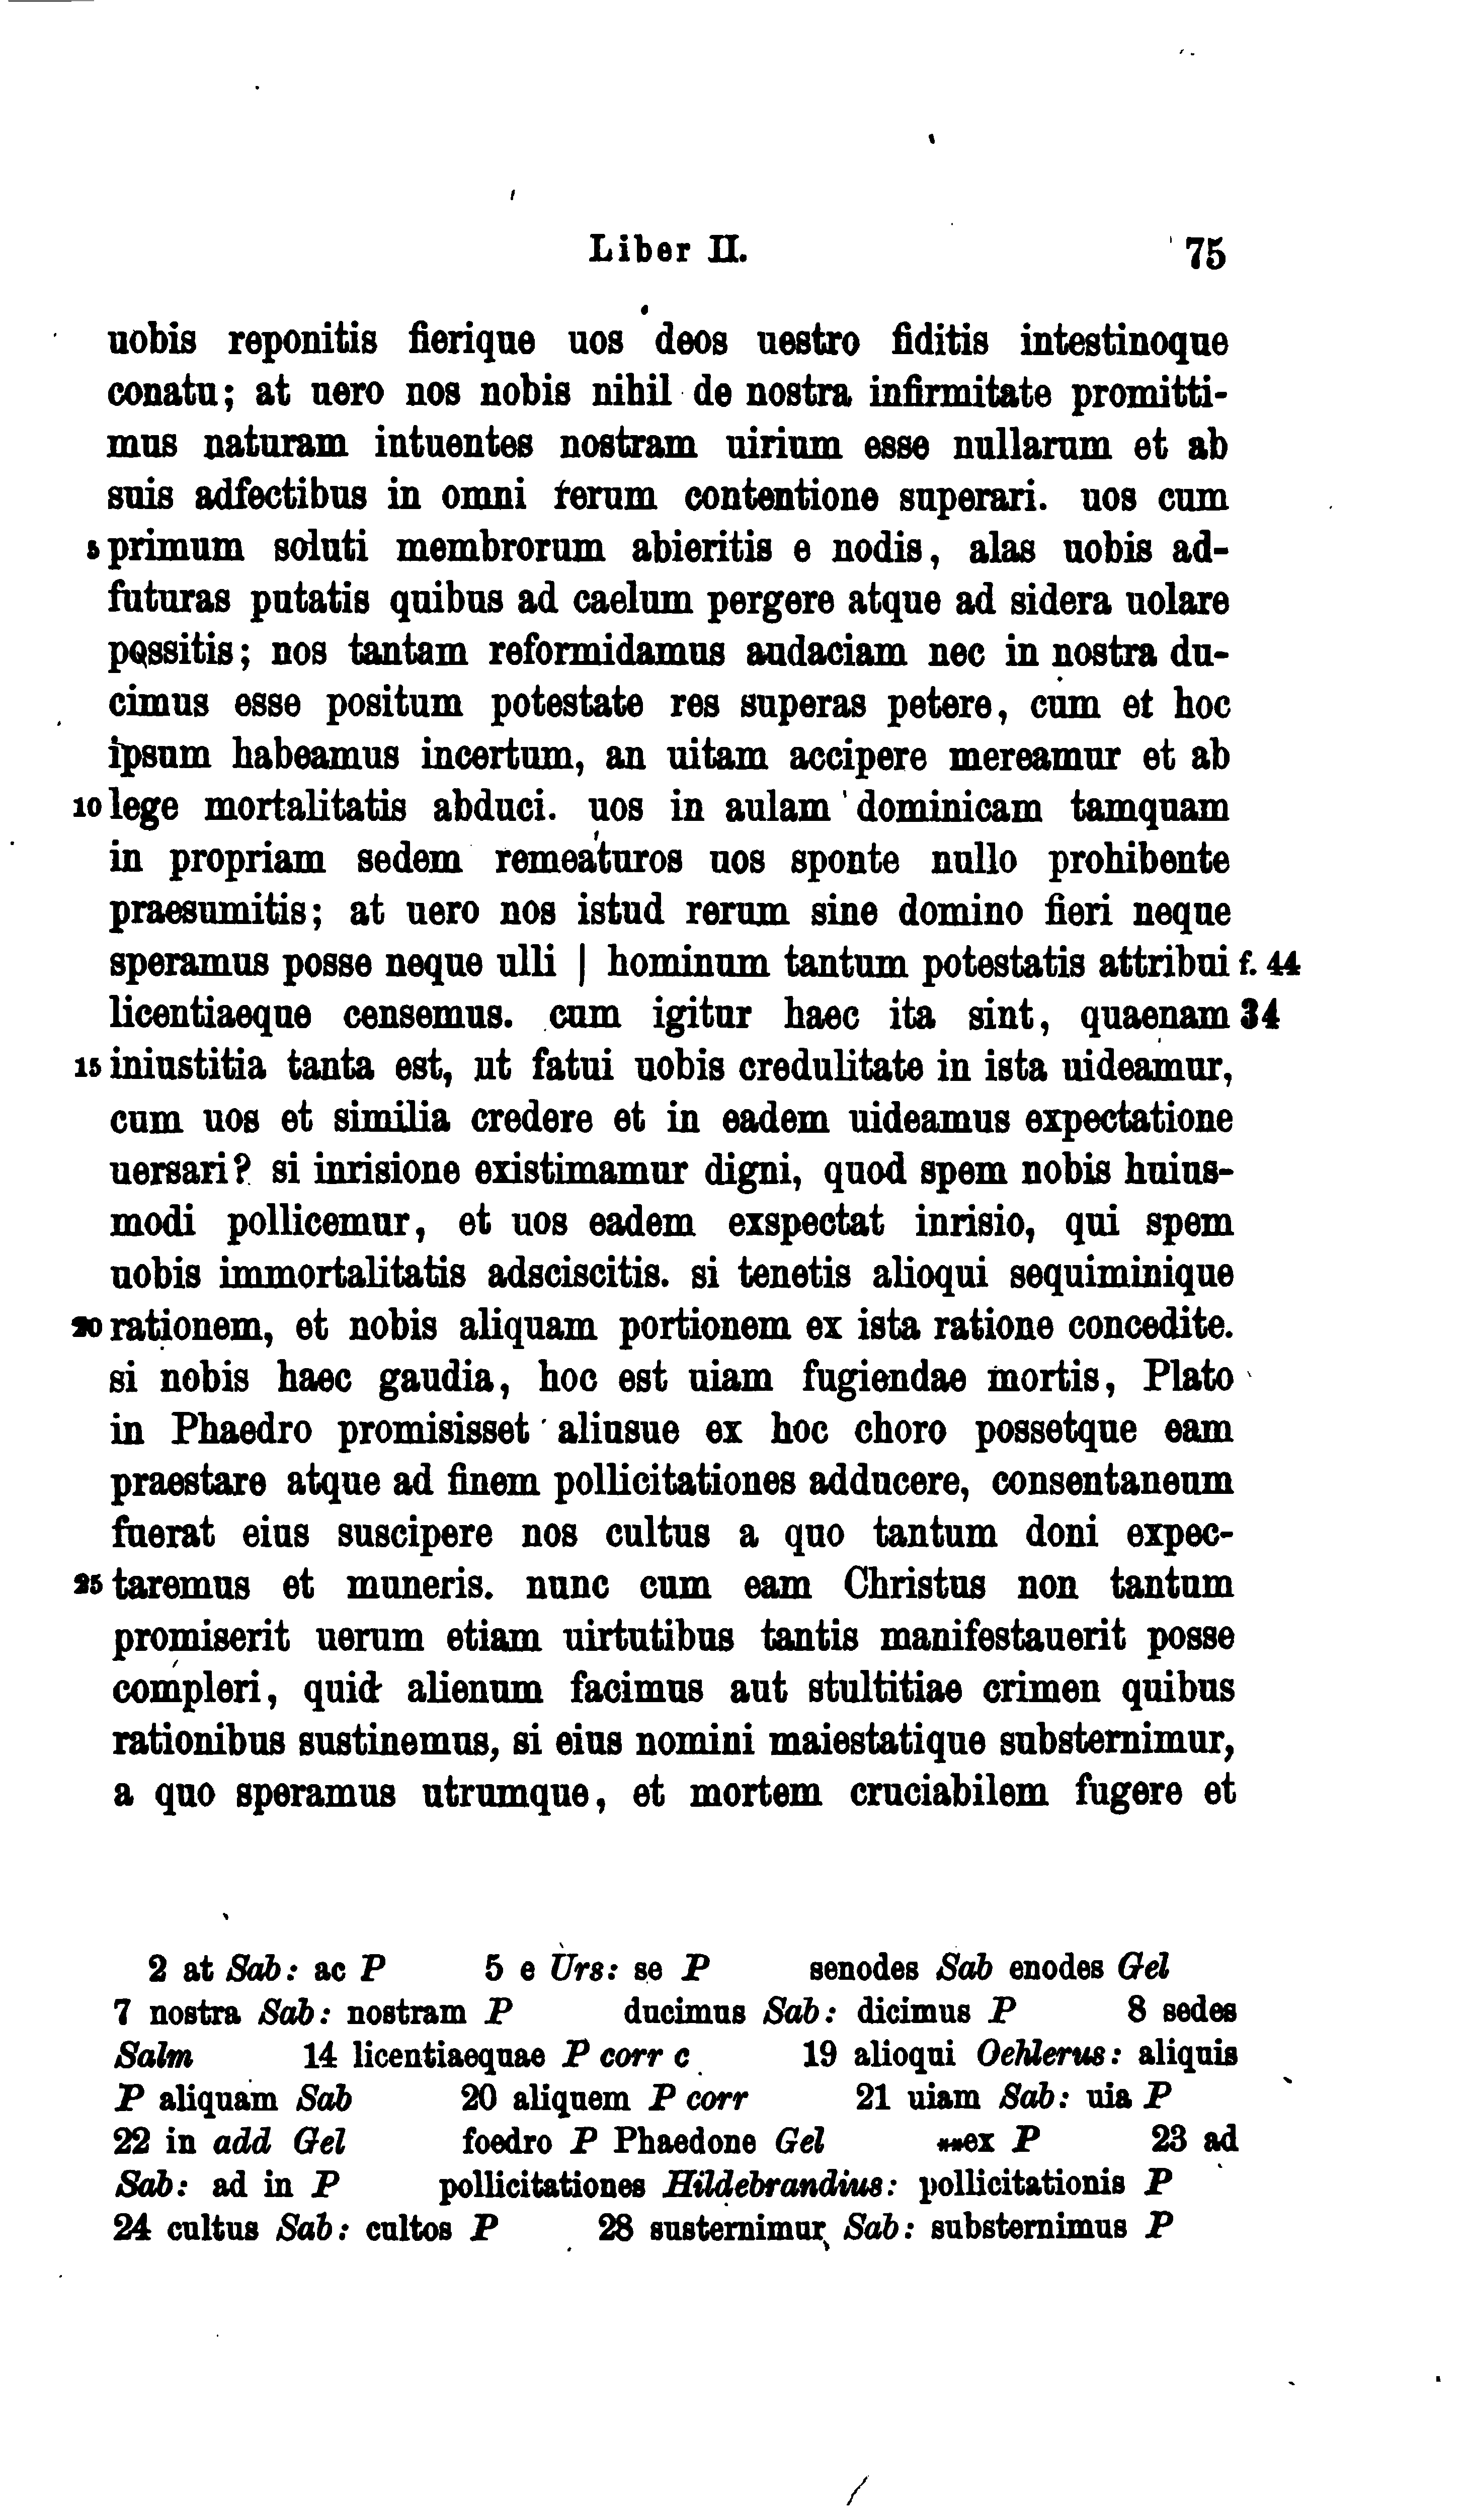 Liber II. 75
uobis reponitis fierique uos deos uestro fiditis intestinoque
conatu; at uero nos nobis nihil de nostra infirmitate promitti-
mus naturam intuentes nostram uirium esse nullarum et ab
suis adfectibus in omni rerum contentione superari. uos cum
5 primum soluti membrorum abieritis e nodis, alas uobis ad-
futuras putatis quibus ad caelum pergere atque ad sidera uolare
possitis; nos tantam reformidamus audaciam nec in nostra du-
cimus esse positum potestate res superas petere, cum et hoc
ipsum habeamus incertum, an uitam accipere mereamur et ab
10 lege mortalitatis abduci. uos in aulam dominicam tamquam
in propriam sedem remeaturos uos sponte nullo prohibente
praesumitis; at uero nos istud rerum sine domino fieri neque
speramus posse neque ulli | hominum tantum potestatis attribui f. 44
licentiaeque censemus. cum igitur haec ita sint, quaenam 34
15 iniustitia tanta est, ut fatui uobis credulitate in ista uideamur,
cum uos et similia credere et in eadem uideamus expectatione
uersari? si inrisione existimamur digni, quod spem nobis huius-
modi pollicemur, et uos eadem exspectat inrisio, qui spem
uobis immortalitatis adsciscitis. si tenetis alioqui sequiminique
20 rationem, et nobis aliquam portionem ex ista ratione concedite.
si nobis haec gaudia, hoc est uiam fugiendae mortis, Plato
in Phaedro promisisset aliusue ex hoc choro possetque eam
praestare atque ad finem pollicitationes adducere, consentaneum
fuerat eius suscipere nos cultus a quo tantum doni expec-
25 taremus et muneris. nunc cum eam Christus non tantum
promiserit uerum etiam uirtutibus tantis manifestauerit posse
compleri, quid alienum facimus aut stultitiae crimen quibus
rationibus sustinemus, si eius nomini maiestatique substernimur,
a quo speramus utrumque, et mortem cruciabilem fugere et
2 at Sab: ac P 5 e Urs: se P senodes Sab enodes Gel
7 nostra Sab: nostram P ducimus Sab: dicimus P 8 sedes
Salm 14 licentiaequae P corr c 19 alioqui Oehlerus: aliquis
P aliquam Sab 20 aliquem P corr 21 uiam Sab: uia P
22 in add Gel foedro P Phaedone Gel **ex P 23 ad
Sab: ad in P pollicitationes Hildebrandius: pollicitationis P
24 cultus Sab: cultos P 28 susternimur Sab: substernimus P